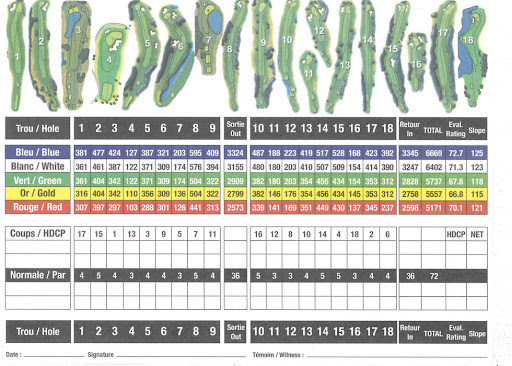 1 2 3 4 5 6 7 8 9 10 11 12 13 14 15 16 17 18
Trou / Hole 1 2 3 4 5 6 7 8 9 Sortie Out 10 11 12 13 14 15 16 17 18 Retour In TOTAL Eval. Rating Slope
Bleu / Blue 381 477 424 127 387 321 203 595 409 3324 487 188 223 419 517 528 168 423 392 3345 6669 72.7 125
Blanc / White 361 461 387 122 371 309 174 576 394 3155 480 180 203 410 507 509 154 414 390 3247 6402 71.3 123
Vert / Green 361 404 342 122 371 309 174 504 322 2909 382 180 203 354 456 434 154 353 312 2828 5737 67.8 118
Or / Gold 316 404 342 110 356 309 136 504 322 2799 382 146 176 354 456 434 145 353 312 2758 5557 66.8 115
Rouge / Red 307 397 297 103 288 301 126 441 313 2573 339 141 169 351 449 430 137 345 237 2598 5171 70.1 121
Coups / HDCP 17 15 1 13 3 9 5 7 11 16 12 8 10 4 14 18 2 6 HDCP NET
Normale / Par 4 5 4 3 4 4 3 5 4 36 5 3 3 4 5 5 3 4 4 36 72
Trou / Hole 1 2 3 4 5 6 7 8 9 Sortie Out 10 11 12 13 14 15 16 17 18 Retour In TOTAL Eval. Rating Slope
Date : Signature Témoin / Witness :